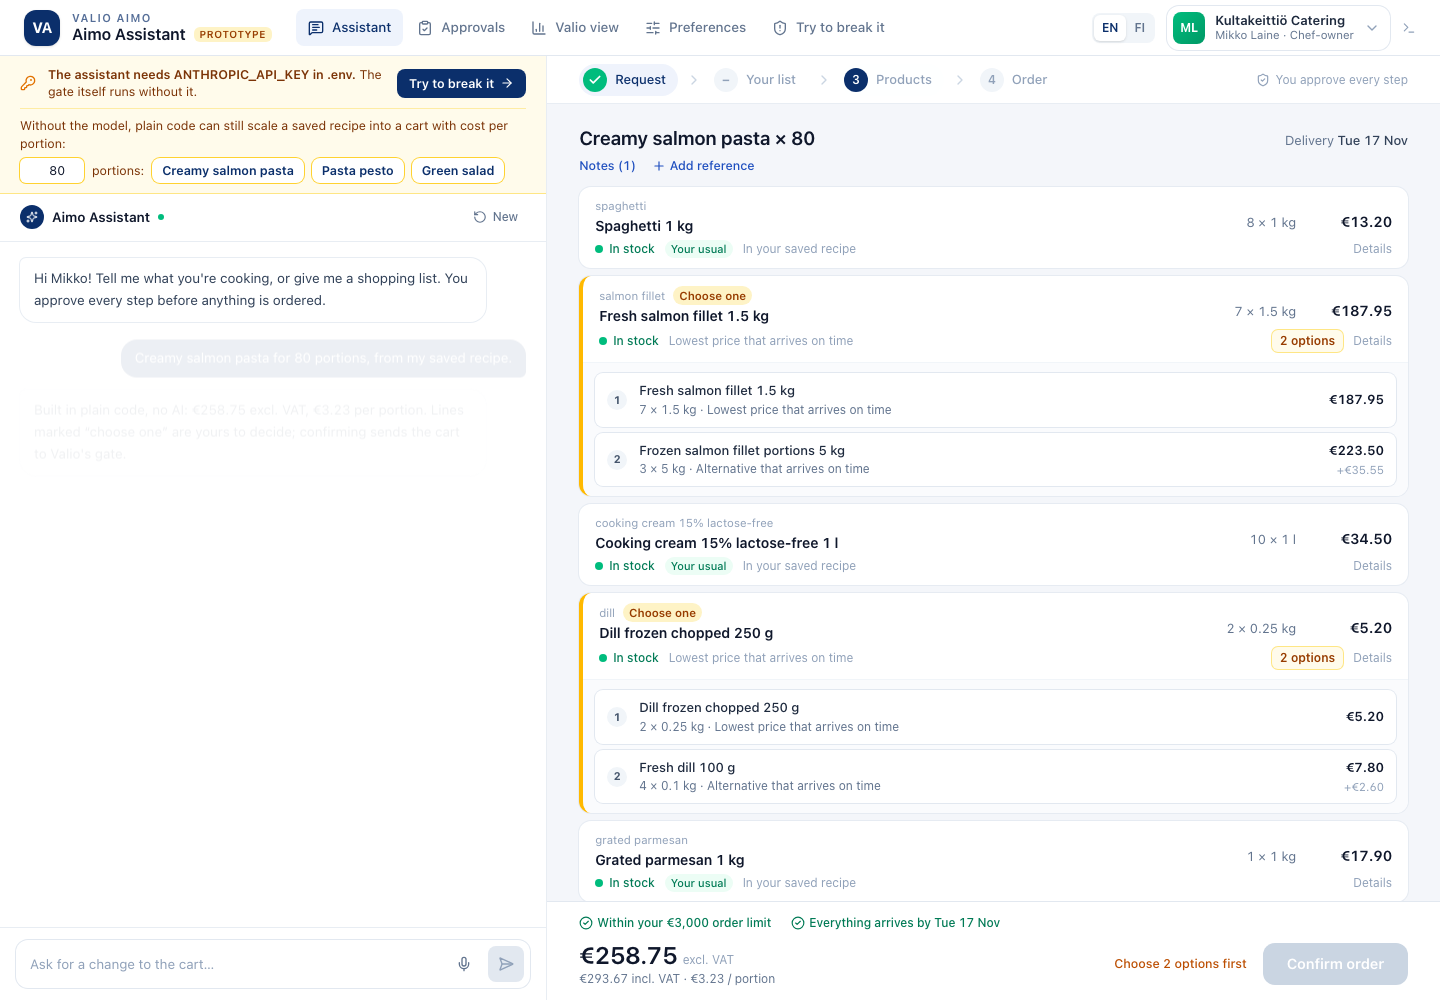 VA
VALIO AIMO
Aimo Assistant PROTOTYPE
Assistant
Approvals
Valio view
Preferences
Try to break it
EN FI
ML
Kultakeittiö Catering
Mikko Laine · Chef-owner
The assistant needs ANTHROPIC_API_KEY in .env. The
gate itself runs without it.
Try to break it →
Without the model, plain code can still scale a saved recipe into a cart with cost per
portion:
80 portions: Creamy salmon pasta Pasta pesto Green salad
Aimo Assistant
New
Hi Mikko! Tell me what you're cooking, or give me a shopping list. You
approve every step before anything is ordered.
Creamy salmon pasta for 80 portions, from my saved recipe.
Built in plain code, no AI: €258.75 excl. VAT, €3.23 per portion. Lines
marked "choose one" are yours to decide; confirming sends the cart
to Valio's gate.
Ask for a change to the cart...
Request
– Your list
3 Products
4 Order
You approve every step
Creamy salmon pasta × 80
Delivery Tue 17 Nov
Notes (1) + Add reference
spaghetti
Spaghetti 1 kg
8 × 1 kg €13.20
In stock Your usual In your saved recipe Details
salmon fillet Choose one
Fresh salmon fillet 1.5 kg
7 × 1.5 kg €187.95
In stock Lowest price that arrives on time 2 options Details
1 Fresh salmon fillet 1.5 kg
7 × 1.5 kg · Lowest price that arrives on time
€187.95
2 Frozen salmon fillet portions 5 kg
3 × 5 kg · Alternative that arrives on time
€223.50
+€35.55
cooking cream 15% lactose-free
Cooking cream 15% lactose-free 1 l
10 × 1 l €34.50
In stock Your usual In your saved recipe Details
dill Choose one
Dill frozen chopped 250 g
2 × 0.25 kg €5.20
In stock Lowest price that arrives on time 2 options Details
1 Dill frozen chopped 250 g
2 × 0.25 kg · Lowest price that arrives on time
€5.20
2 Fresh dill 100 g
4 × 0.1 kg · Alternative that arrives on time
€7.80
+€2.60
grated parmesan
Grated parmesan 1 kg
1 × 1 kg €17.90
In stock Your usual In your saved recipe Details
Within your €3,000 order limit Everything arrives by Tue 17 Nov
€258.75 excl. VAT
€293.67 incl. VAT · €3.23 / portion
Choose 2 options first
Confirm order